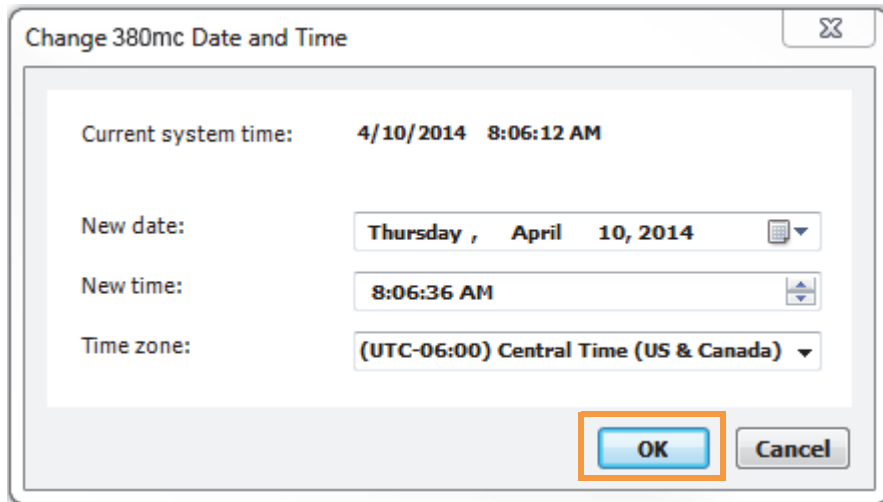 Change 380mc Date and Time
Current system time: 4/10/2014 8:06:12 AM
New date: Thursday , April 10, 2014
New time: 8:06:36 AM
Time zone: (UTC-06:00) Central Time (US & Canada)
OK Cancel